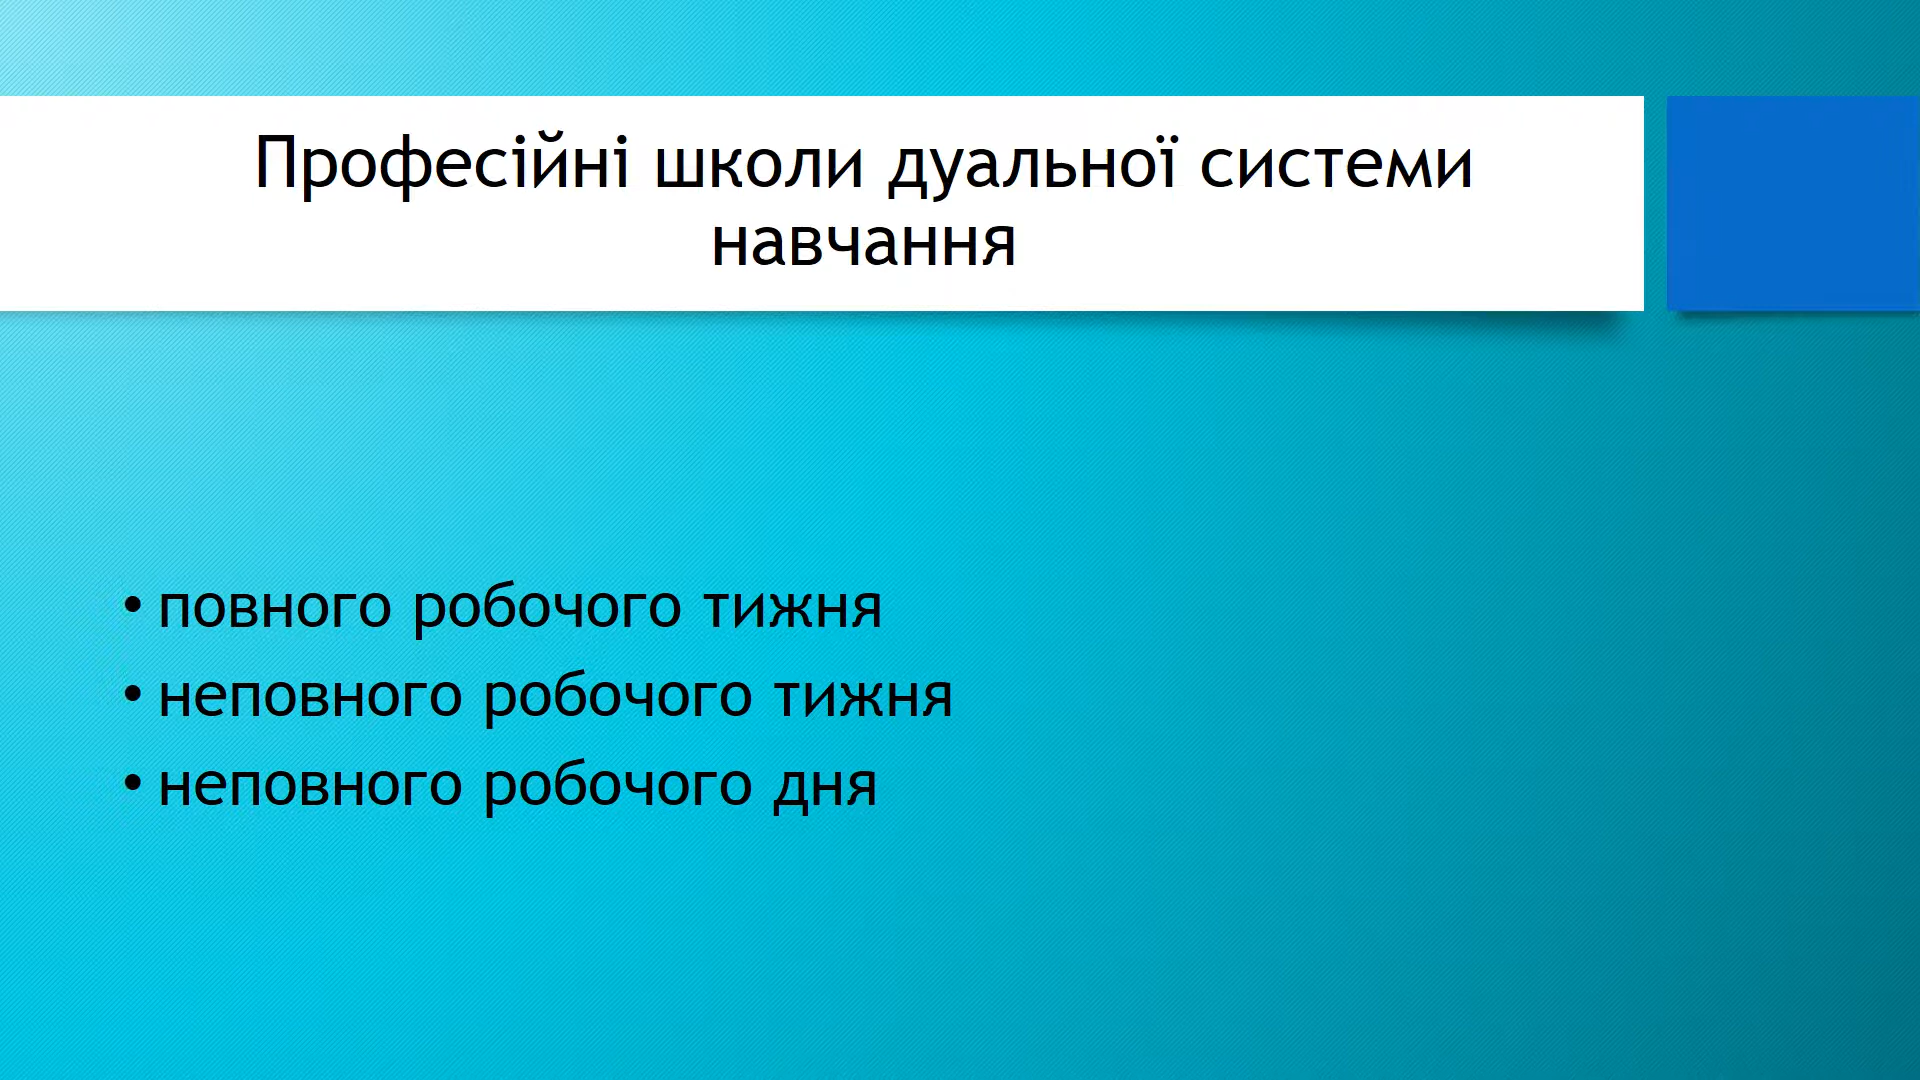 Професійні школи дуальної системи
навчання
• повного робочого тижня
• неповного робочого тижня
• неповного робочого дня